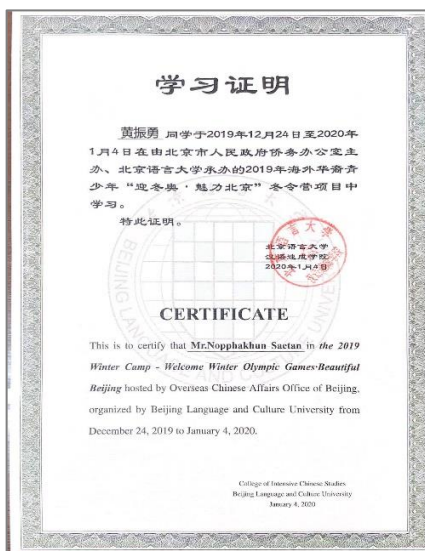 学习证明
黄振勇 同学于2019年12月24日至2020年
1月4日在由北京市人民政府侨务办公室主
办、北京语言大学承办的2019年海外华裔青
少年“迎冬奥·魅力北京”冬令营项目中
学习。
特此证明。
北京语言大学
汉语速成学院
2020年1月4日
CERTIFICATE
This is to certify that Mr.Nopphakhun Saetan in the 2019
Winter Camp - Welcome Winter Olympic Games·Beautiful
Beijing hosted by Overseas Chinese Affairs Office of Beijing,
organized by Beijing Language and Culture University from
December 24, 2019 to January 4, 2020.
College of Intensive Chinese Studies
Beijing Language and Culture University
January 4, 2020